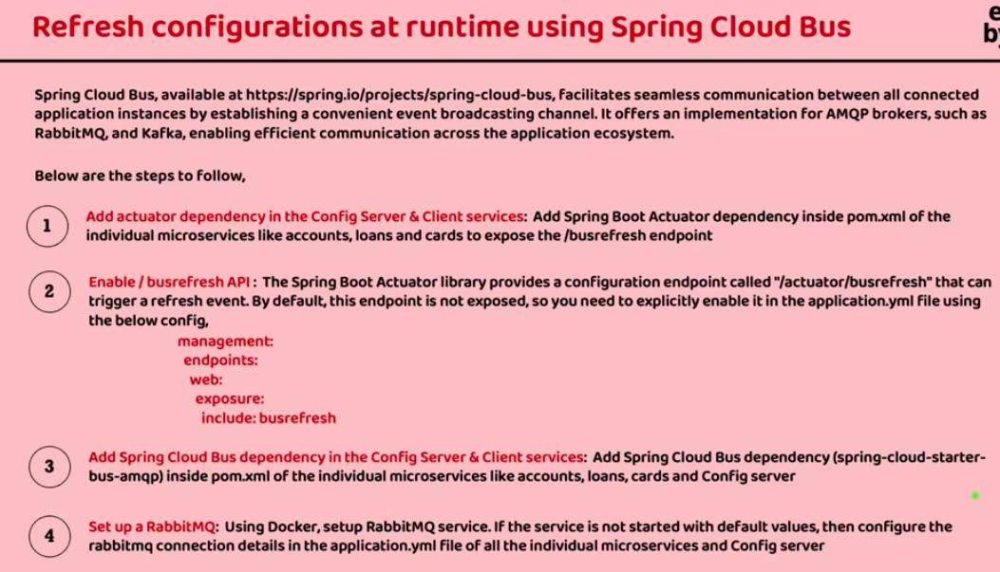 Refresh configurations at runtime using Spring Cloud Bus
Spring Cloud Bus, available at https://spring.io/projects/spring-cloud-bus, facilitates seamless communication between all connected
application instances by establishing a convenient event broadcasting channel. It offers an implementation for AMQP brokers, such as
RabbitMQ, and Kafka, enabling efficient communication across the application ecosystem.
Below are the steps to follow,
1
Add actuator dependency in the Config Server & Client services: Add Spring Boot Actuator dependency inside pom.xml of the
individual microservices like accounts, loans and cards to expose the /busrefresh endpoint
2
Enable / busrefresh API : The Spring Boot Actuator library provides a configuration endpoint called "/actuator/busrefresh" that can
trigger a refresh event. By default, this endpoint is not exposed, so you need to explicitly enable it in the application.yml file using
the below config,
management:
endpoints:
web:
exposure:
include: busrefresh
3
Add Spring Cloud Bus dependency in the Config Server & Client services: Add Spring Cloud Bus dependency (spring-cloud-starter-
bus-amqp) inside pom.xml of the individual microservices like accounts, loans, cards and Config server
4
Set up a RabbitMQ: Using Docker, setup RabbitMQ service. If the service is not started with default values, then configure the
rabbitmq connection details in the application.yml file of all the individual microservices and Config server